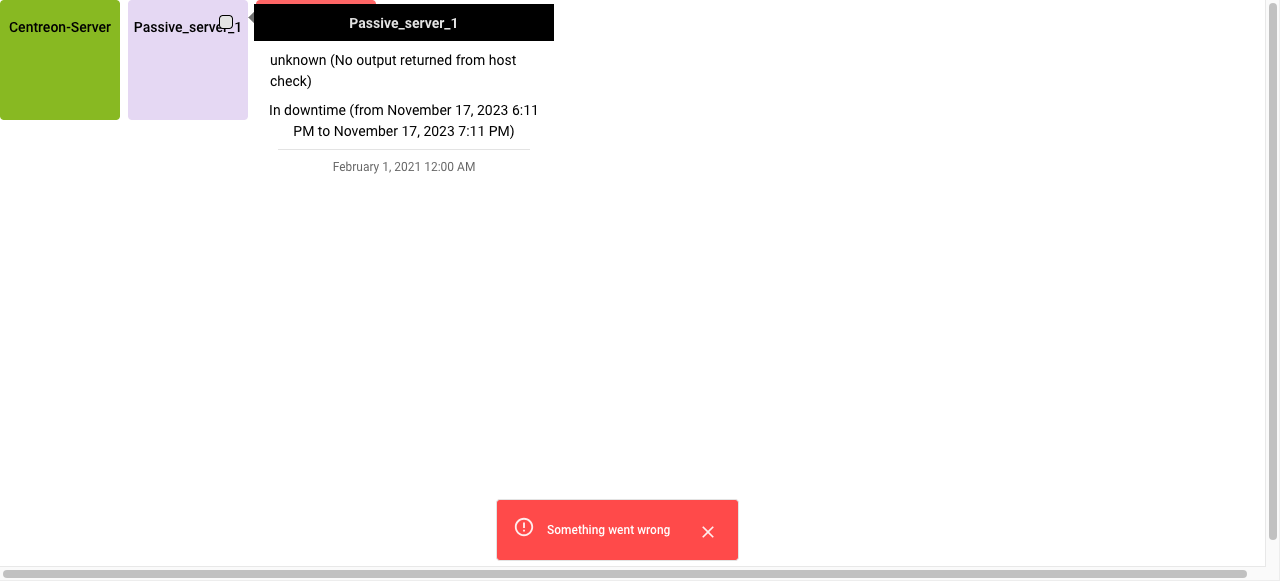 Centreon-Server
Passive_server_1
Passive_server_1
unknown (No output returned from host
check)
In downtime (from November 17, 2023 6:11
PM to November 17, 2023 7:11 PM)
February 1, 2021 12:00 AM
Something went wrong